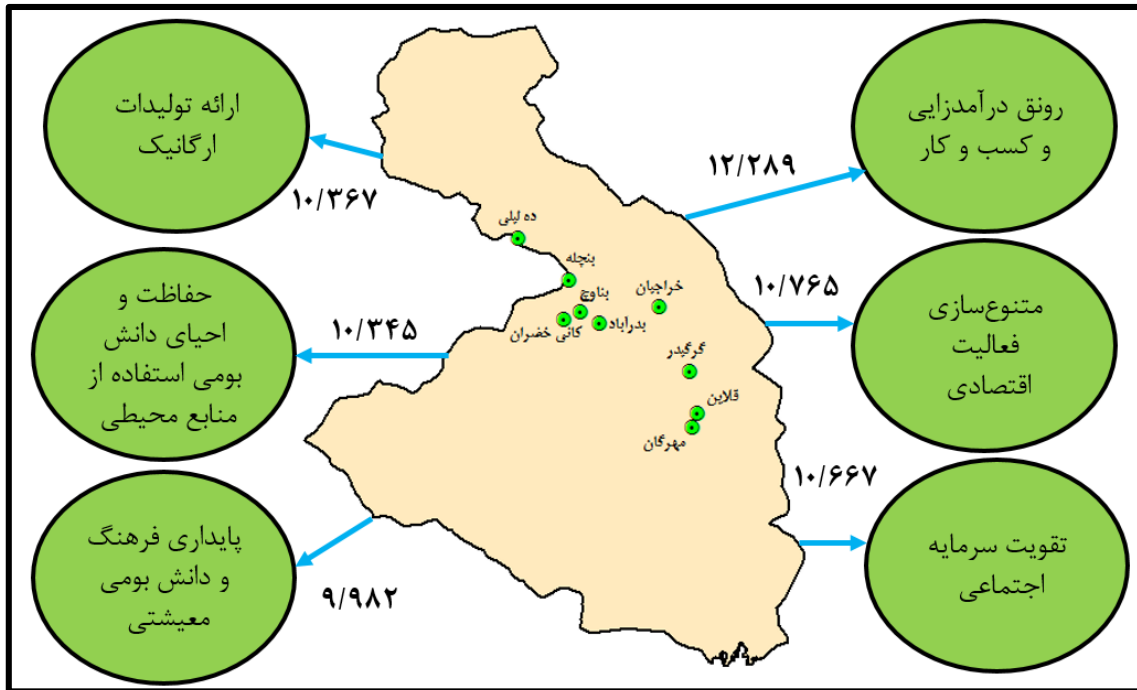 رونق درآمدزایی
و کسب و کار
۱۲/۲۸۹
متنوع‌سازی
فعالیت
اقتصادی
۱۰/۷۶۵
تقویت سرمایه
اجتماعی
۱۰/۶۶۷
ارائه تولیدات
ارگانیک
۱۰/۳۶۷
حفاظت و
احیای دانش
بومی استفاده از
منابع محیطی
۱۰/۳۴۵
پایداری فرهنگ
و دانش بومی
معیشتی
۹/۹۸۲
ده لیلی
بنچله
بناوچ
خراجیان
بدرآباد
کانی خضران
گرگیدر
قلاین
مهرگان